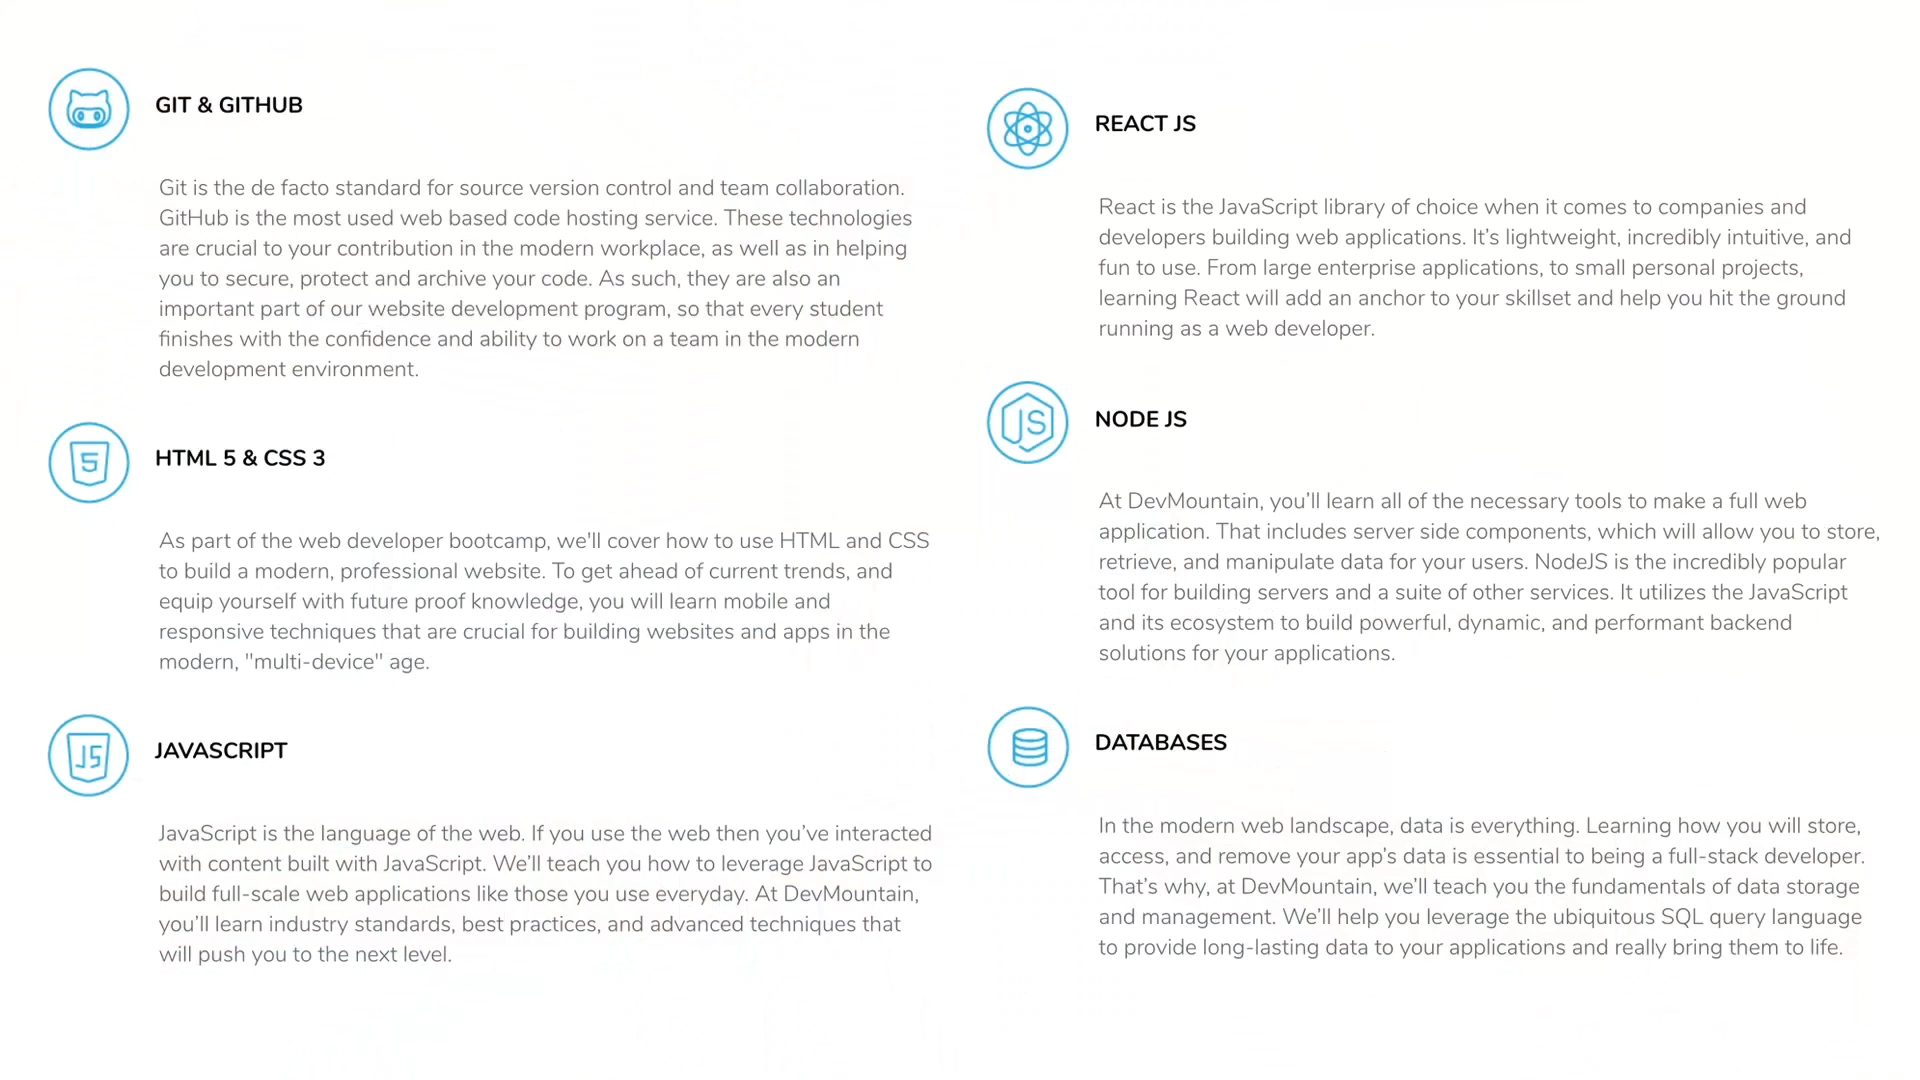 GIT & GITHUB
Git is the de facto standard for source version control and team collaboration.
GitHub is the most used web based code hosting service. These technologies
are crucial to your contribution in the modern workplace, as well as in helping
you to secure, protect and archive your code. As such, they are also an
important part of our website development program, so that every student
finishes with the confidence and ability to work on a team in the modern
development environment.
5
HTML 5 & CSS 3
As part of the web developer bootcamp, we'll cover how to use HTML and CSS
to build a modern, professional website. To get ahead of current trends, and
equip yourself with future proof knowledge, you will learn mobile and
responsive techniques that are crucial for building websites and apps in the
modern, "multi-device" age.
JS
JAVASCRIPT
JavaScript is the language of the web. If you use the web then you’ve interacted
with content built with JavaScript. We’ll teach you how to leverage JavaScript to
build full-scale web applications like those you use everyday. At DevMountain,
you’ll learn industry standards, best practices, and advanced techniques that
will push you to the next level.
REACT JS
React is the JavaScript library of choice when it comes to companies and
developers building web applications. It’s lightweight, incredibly intuitive, and
fun to use. From large enterprise applications, to small personal projects,
learning React will add an anchor to your skillset and help you hit the ground
running as a web developer.
JS
NODE JS
At DevMountain, you’ll learn all of the necessary tools to make a full web
application. That includes server side components, which will allow you to store,
retrieve, and manipulate data for your users. NodeJS is the incredibly popular
tool for building servers and a suite of other services. It utilizes the JavaScript
and its ecosystem to build powerful, dynamic, and performant backend
solutions for your applications.
DATABASES
In the modern web landscape, data is everything. Learning how you will store,
access, and remove your app’s data is essential to being a full-stack developer.
That’s why, at DevMountain, we’ll teach you the fundamentals of data storage
and management. We’ll help you leverage the ubiquitous SQL query language
to provide long-lasting data to your applications and really bring them to life.